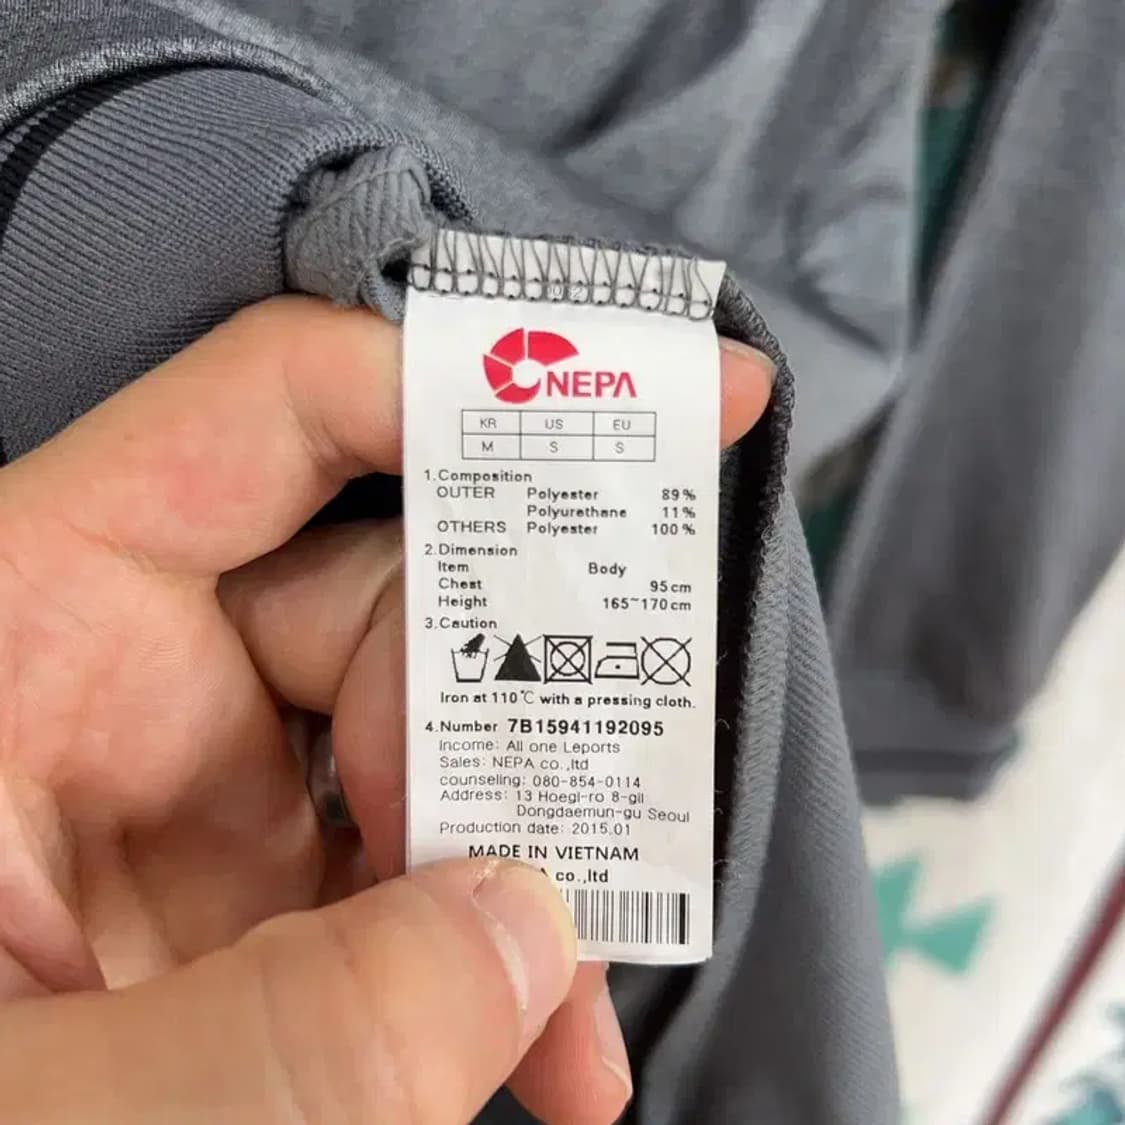 NEPA
KR US EU
M S S
1.Composition
OUTER Polyester 89%
Polyurethane 11%
OTHERS Polyester 100%
2.Dimension
Item Body
Chest 95cm
Height 165~170cm
3.Caution
Iron at 110℃ with a pressing cloth.
4.Number 7B15941192095
Income: All one Leports
Sales: NEPA co.,ltd
counseling: 080-854-0114
Address: 13 Hoegi-ro 8-gil
Dongdaemun-gu Seoul
Production date: 2015.01
MADE IN VIETNAM
co.,ltd